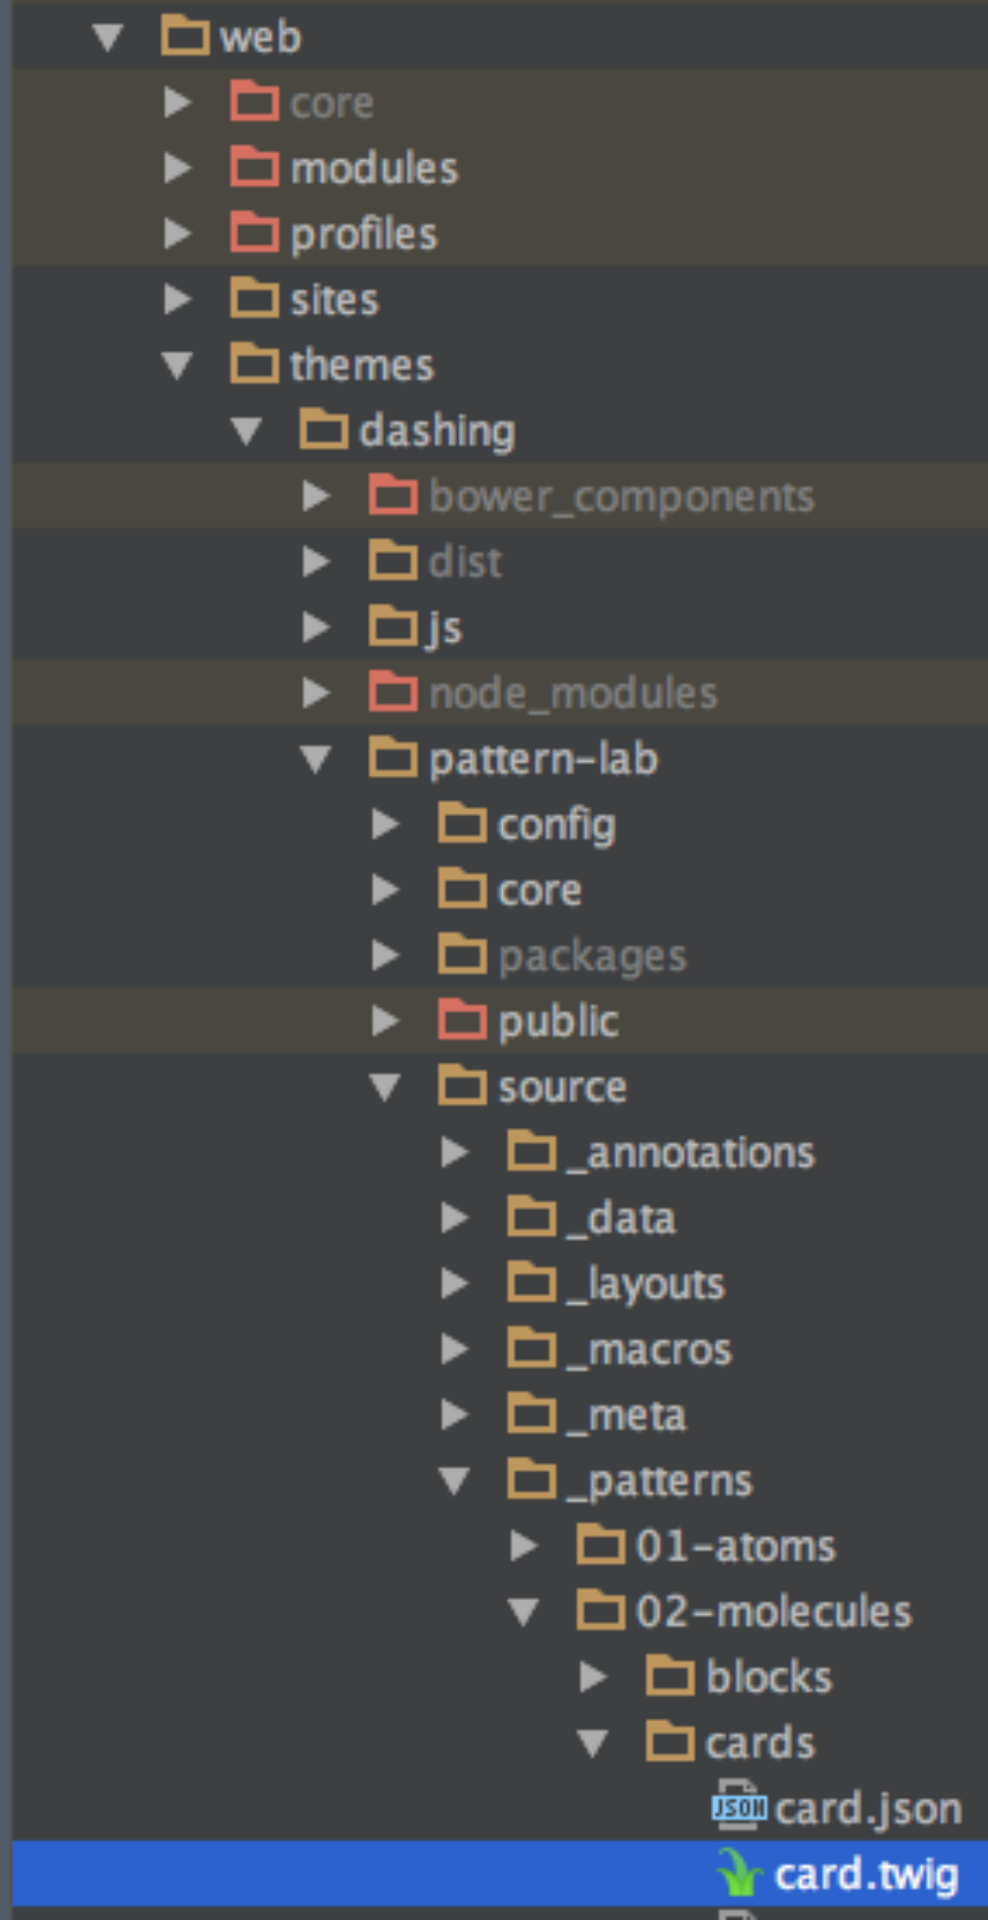 web
core
modules
profiles
sites
themes
dashing
bower_components
dist
js
node_modules
pattern-lab
config
core
packages
public
source
_annotations
_data
_layouts
_macros
_meta
_patterns
01-atoms
02-molecules
blocks
cards
JSON card.json
card.twig